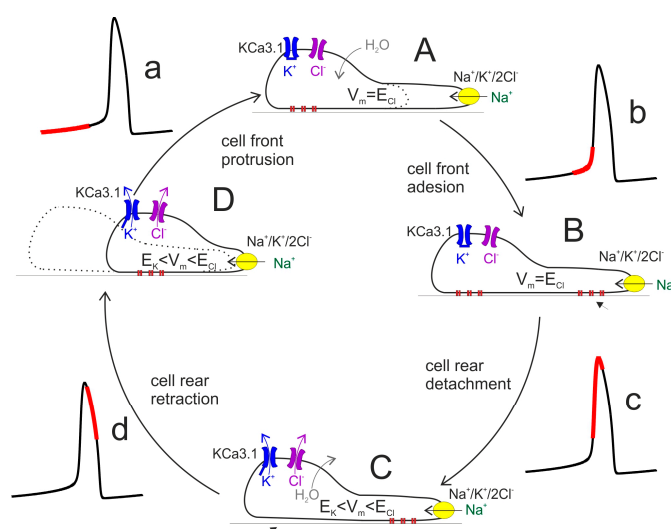 a
KCa3.1
H₂O
A
K⁺
Cl⁻
Vm=ECl
Na⁺/K⁺/2Cl⁻
Na⁺
b
cell front
protrusion
cell front
adesion
KCa3.1
D
K⁺
Cl⁻
EK<Vm<ECl
Na⁺/K⁺/2Cl⁻
Na⁺
KCa3.1
B
K⁺
Cl⁻
Vm=ECl
Na⁺/K⁺/2Cl⁻
Na
cell rear
retraction
cell rear
detachment
d
c
KCa3.1
C
K⁺
Cl⁻
H₂O
EK<Vm<ECl
Na⁺/K⁺/2Cl⁻
Na⁺